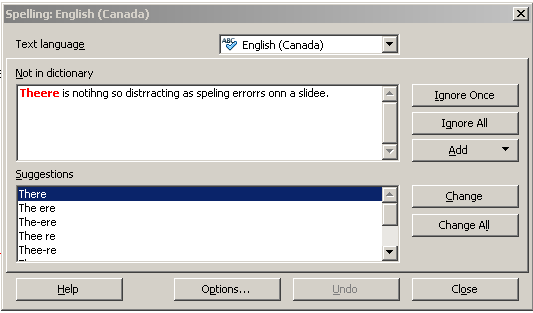 Spelling: English (Canada)
Text language
ABC English (Canada)
Not in dictionary
Theere is notihng so distrracting as speling errorrs onn a slidee.
Ignore Once
Ignore All
Add
Suggestions
There
The ere
The-ere
Thee re
Thee-re
Change
Change All
Help
Options...
Undo
Close